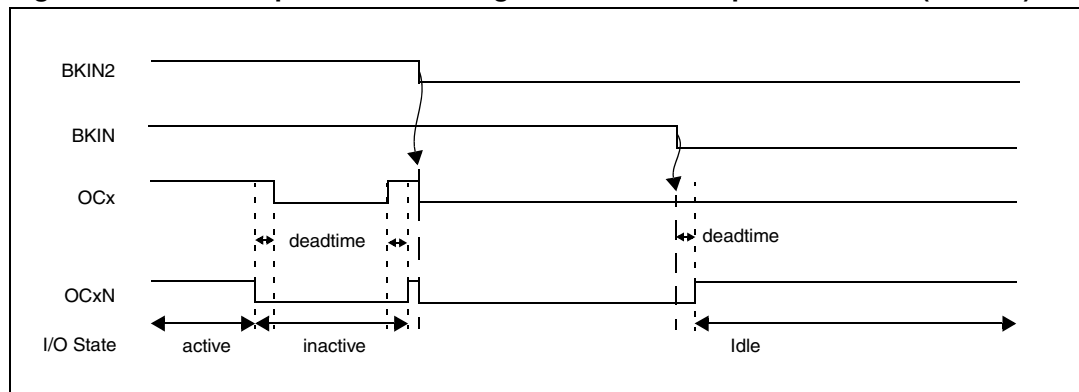 BKIN2
BKIN
OCx
deadtime
deadtime
OCxN
I/O State
active
inactive
Idle